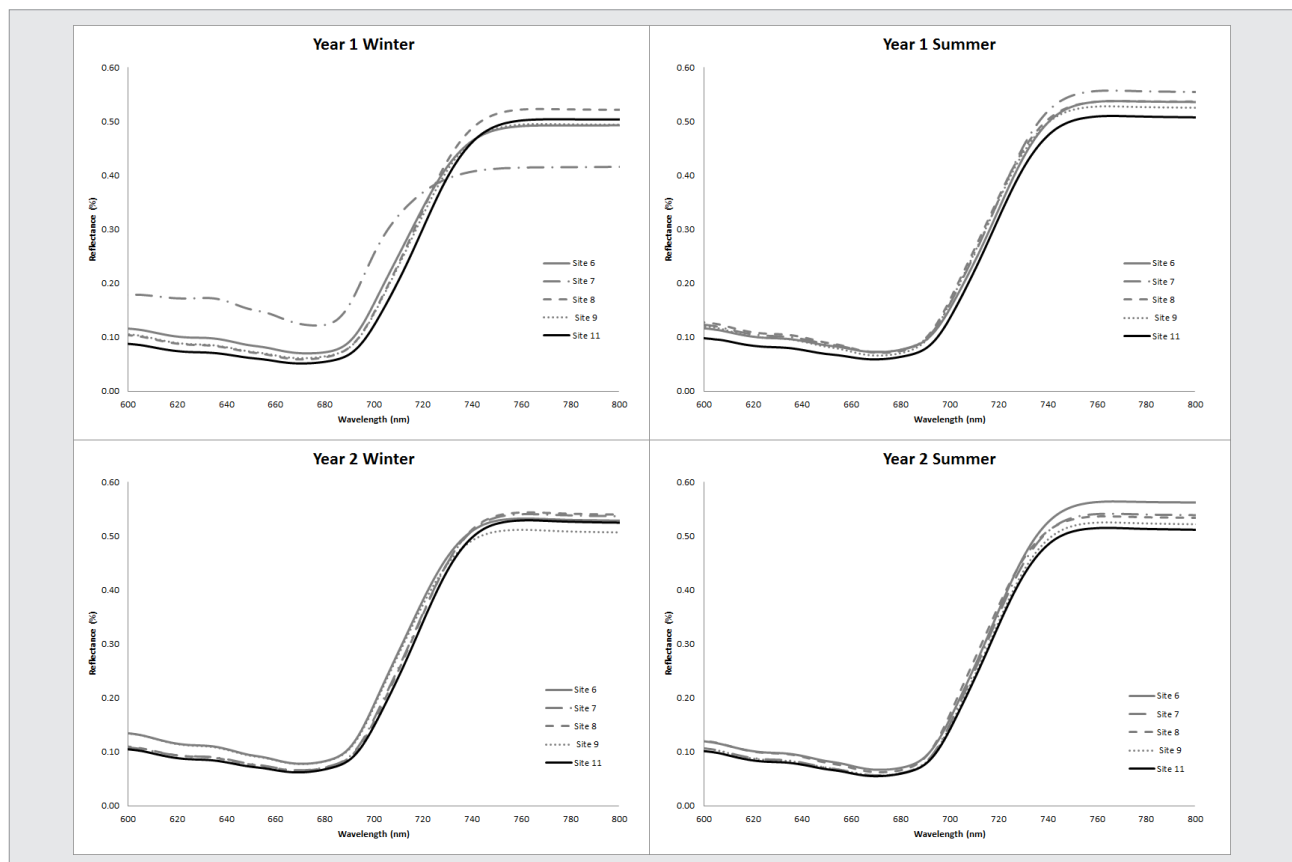 Year 1 Winter
0.60
0.50
0.40
0.30
0.20
0.10
0.00
Reflectance (%)
600 620 640 660 680 700 720 740 760 780 800
Wavelength (nm)
Site 6
Site 7
Site 8
Site 9
Site 11
Year 1 Summer
0.60
0.50
0.40
0.30
0.20
0.10
0.00
Reflectance (%)
600 620 640 660 680 700 720 740 760 780 800
Wavelength (nm)
Site 6
Site 7
Site 8
Site 9
Site 11
Year 2 Winter
0.60
0.50
0.40
0.30
0.20
0.10
0.00
Reflectance (%)
600 620 640 660 680 700 720 740 760 780 800
Wavelength (nm)
Site 6
Site 7
Site 8
Site 9
Site 11
Year 2 Summer
0.60
0.50
0.40
0.30
0.20
0.10
0.00
Reflectance (%)
600 620 640 660 680 700 720 740 760 780 800
Wavelength (nm)
Site 6
Site 7
Site 8
Site 9
Site 11